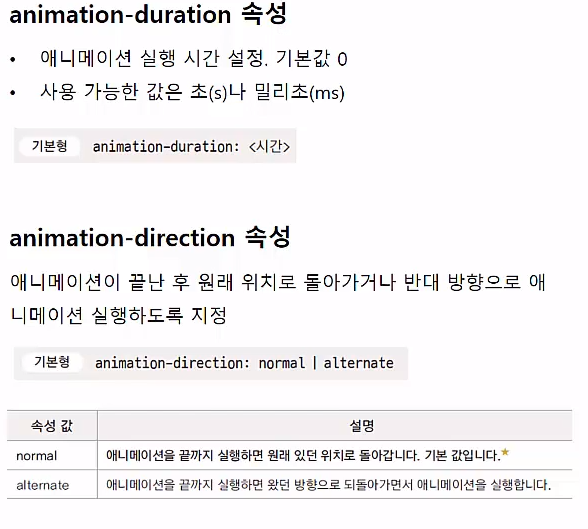 animation-duration 속성
• 애니메이션 실행 시간 설정. 기본값 0
• 사용 가능한 값은 초(s)나 밀리초(ms)
기본형 animation-duration: <시간>
animation-direction 속성
애니메이션이 끝난 후 원래 위치로 돌아가거나 반대 방향으로 애
니메이션 실행하도록 지정
기본형 animation-direction: normal | alternate
속성 값 설명
normal 애니메이션을 끝까지 실행하면 원래 있던 위치로 돌아갑니다. 기본 값입니다.★
alternate 애니메이션을 끝까지 실행하면 왔던 방향으로 되돌아가면서 애니메이션을 실행합니다.